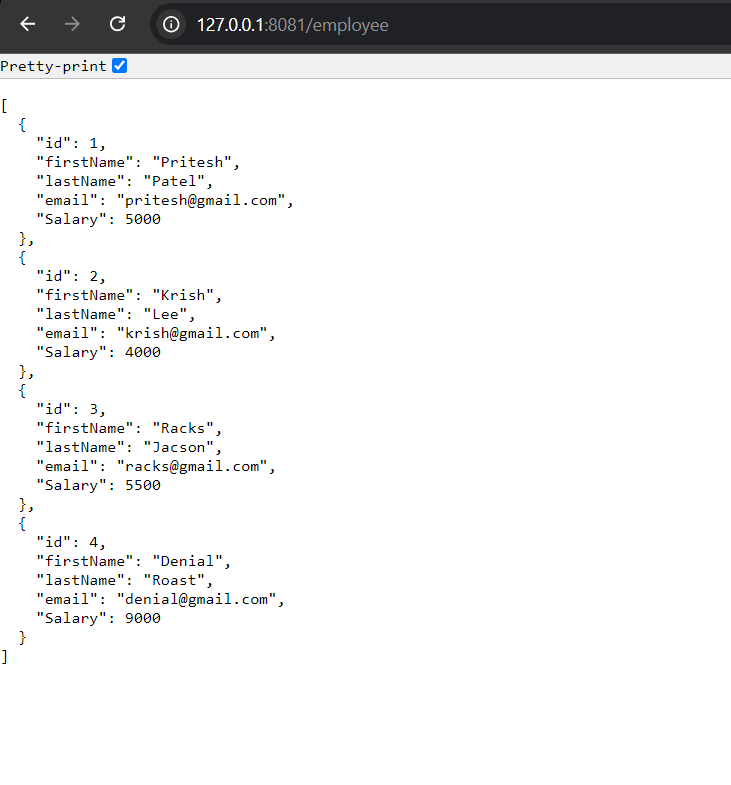 127.0.0.1:8081/employee
Pretty-print
[
  {
    "id": 1,
    "firstName": "Pritesh",
    "lastName": "Patel",
    "email": "pritesh@gmail.com",
    "Salary": 5000
  },
  {
    "id": 2,
    "firstName": "Krish",
    "lastName": "Lee",
    "email": "krish@gmail.com",
    "Salary": 4000
  },
  {
    "id": 3,
    "firstName": "Racks",
    "lastName": "Jacson",
    "email": "racks@gmail.com",
    "Salary": 5500
  },
  {
    "id": 4,
    "firstName": "Denial",
    "lastName": "Roast",
    "email": "denial@gmail.com",
    "Salary": 9000
  }
]